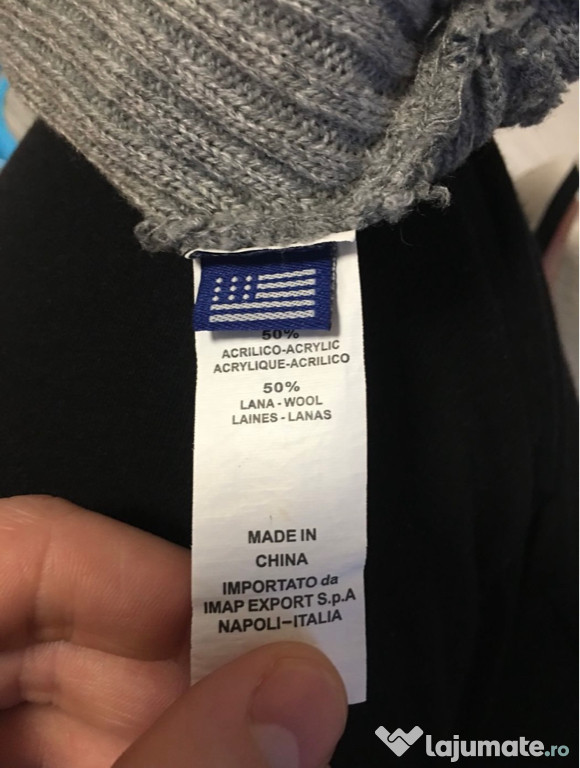 50%
ACRILICO-ACRYLIC
ACRYLIQUE-ACRILICO
50%
LANA - WOOL
LAINES - LANAS
MADE IN
CHINA
IMPORTATO da
IMAP EXPORT S.p.A
NAPOLI-ITALIA
lajumate.ro